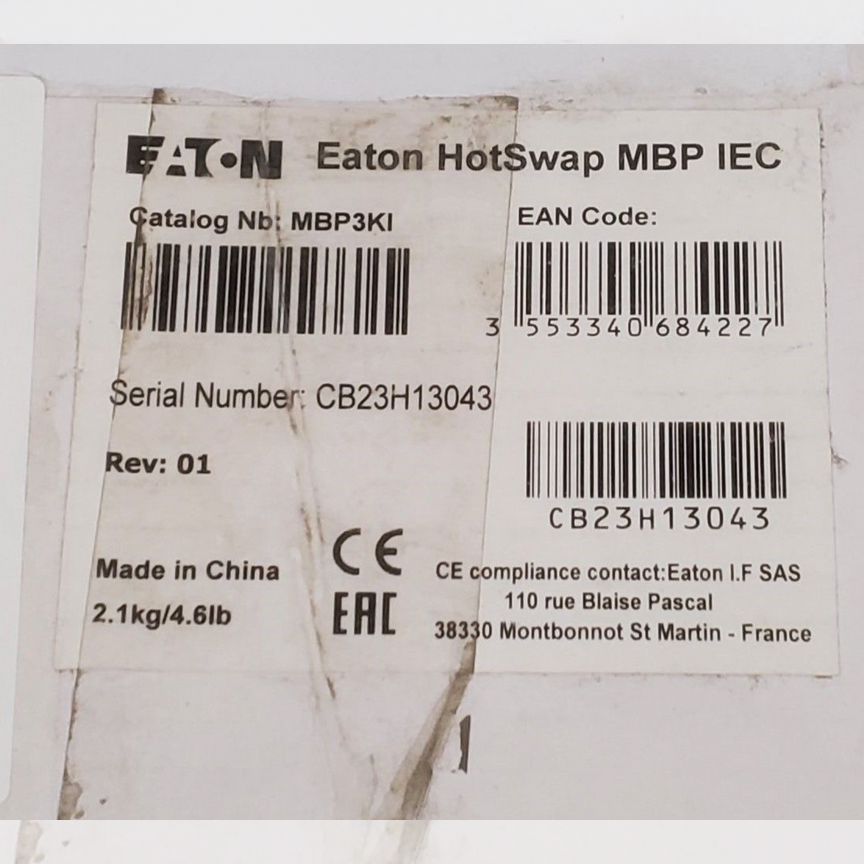 EATON Eaton HotSwap MBP IEC
Catalog Nb: MBP3KI
EAN Code:
3 553340 684227
Serial Number: CB23H13043
Rev: 01
CB23H13043
CE
EAC
Made in China
2.1kg/4.6lb
CE compliance contact:Eaton I.F SAS
110 rue Blaise Pascal
38330 Montbonnot St Martin - France